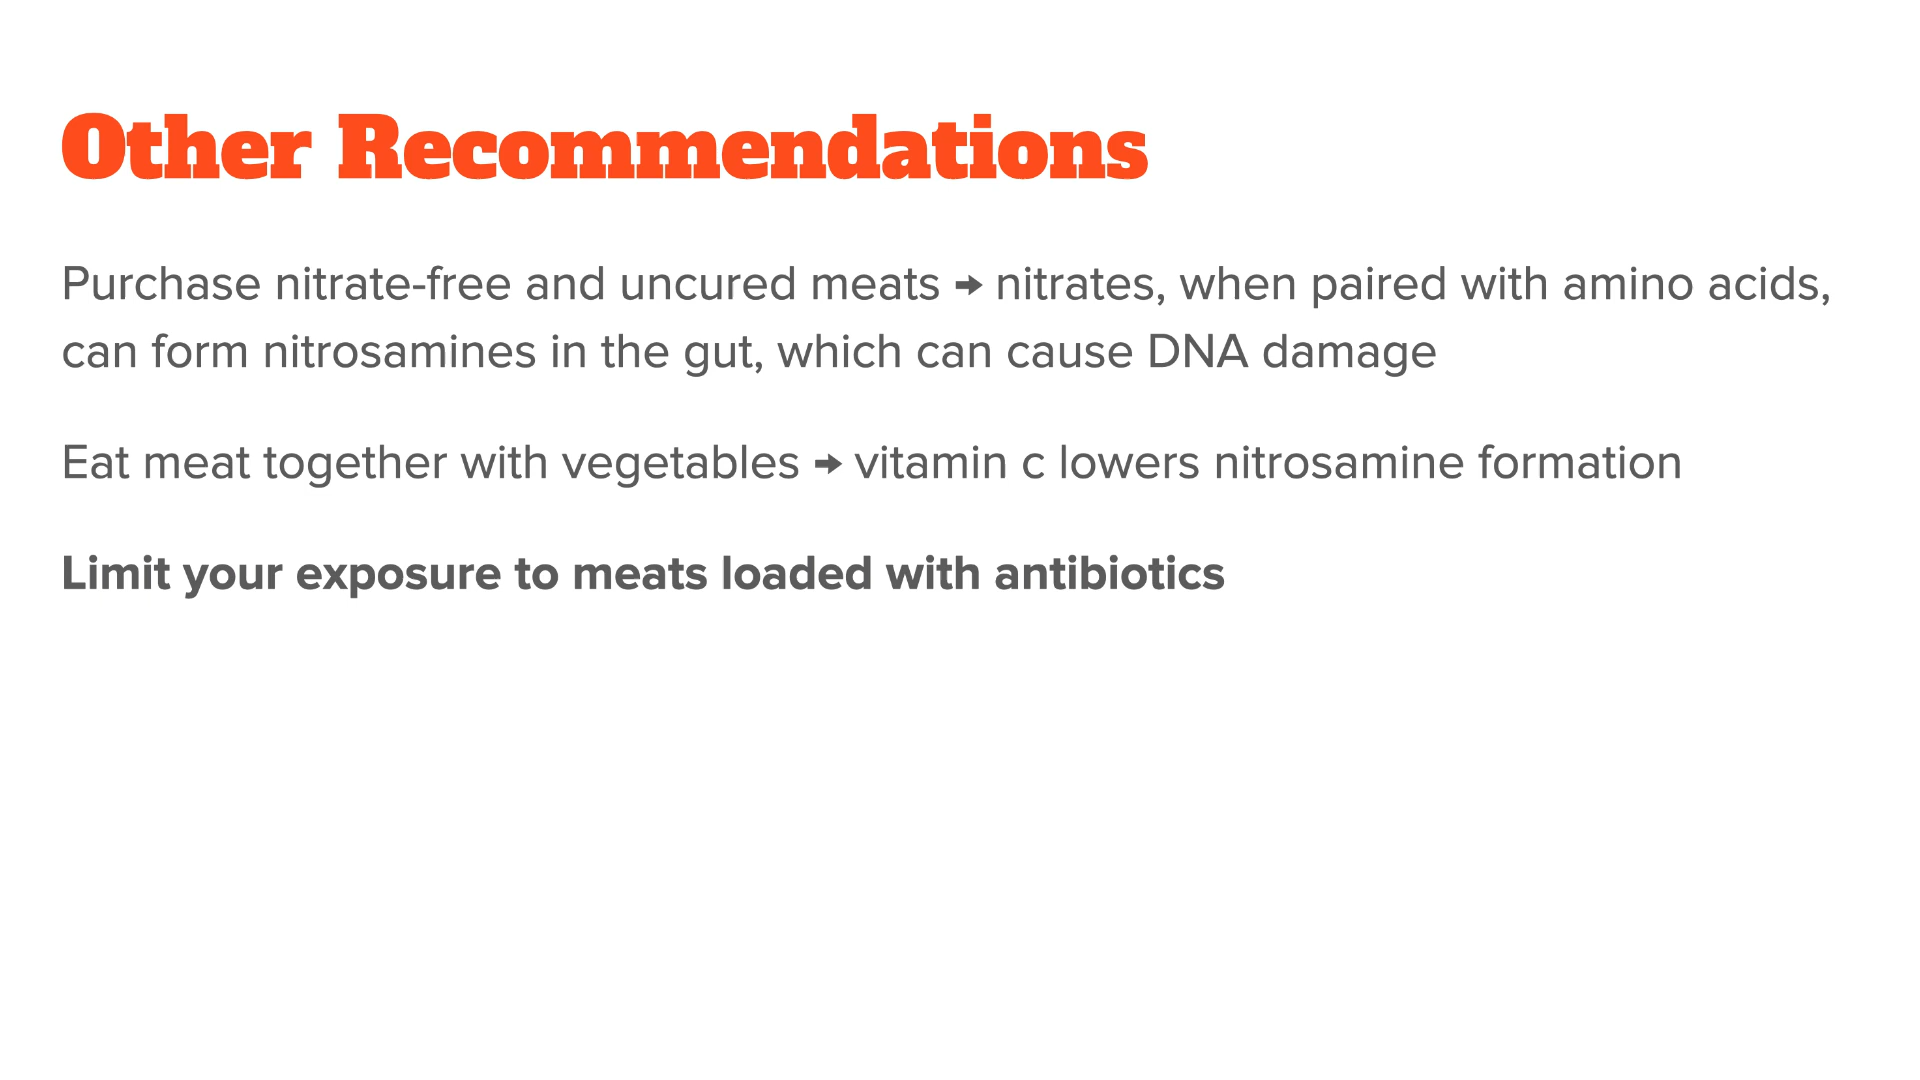 Other Recommendations
Purchase nitrate-free and uncured meats → nitrates, when paired with amino acids,
can form nitrosamines in the gut, which can cause DNA damage
Eat meat together with vegetables → vitamin c lowers nitrosamine formation
Limit your exposure to meats loaded with antibiotics